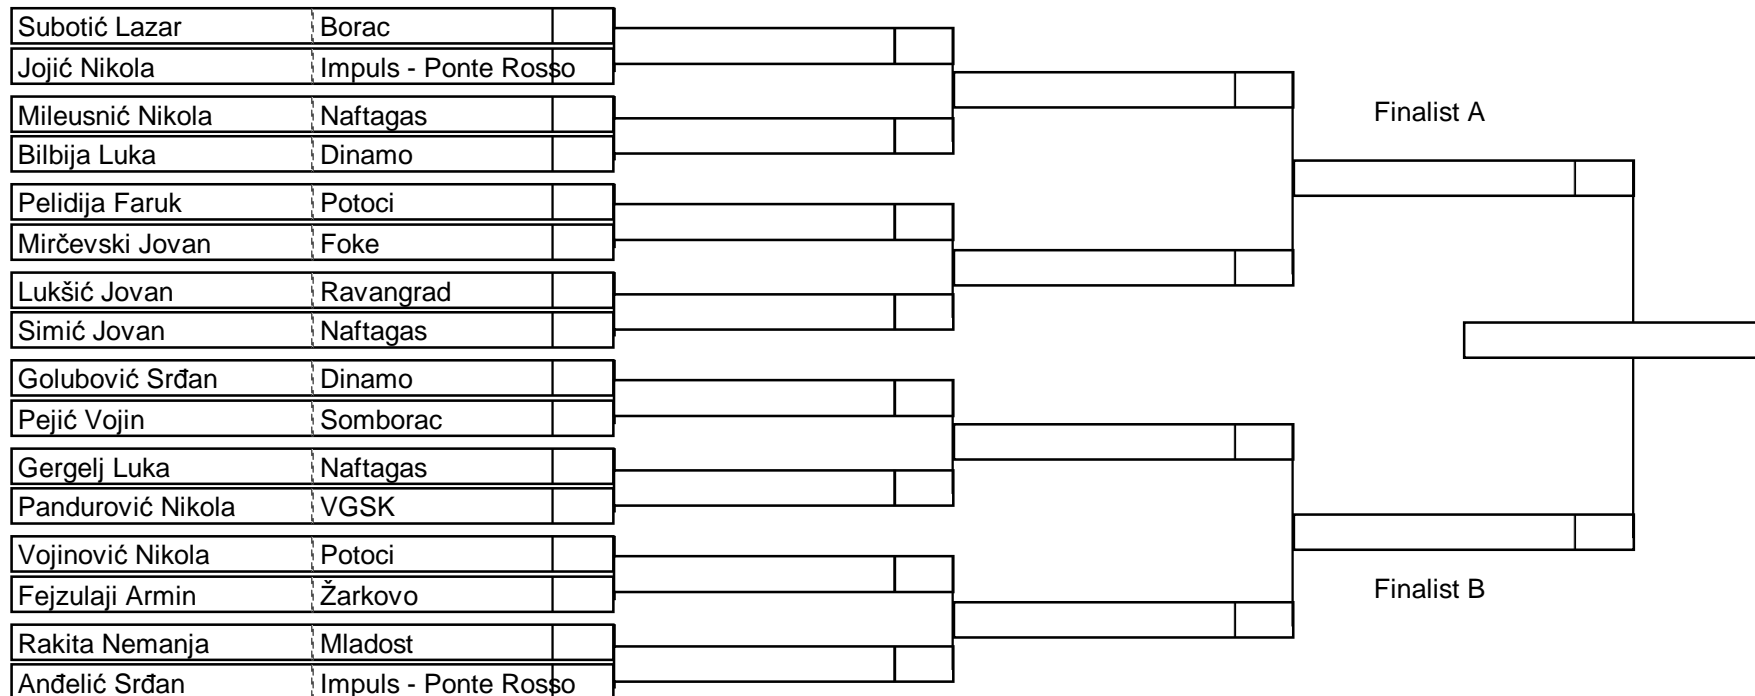 Subotić Lazar Borac
Jojić Nikola Impuls - Ponte Rosso
Finalist A
Mileusnić Nikola Naftagas
Bilbija Luka Dinamo
Pelidija Faruk Potoci
Mirčevski Jovan Foke
Lukšić Jovan Ravangrad
Simić Jovan Naftagas
Golubović Srđan Dinamo
Pejić Vojin Somborac
Gergelj Luka Naftagas
Pandurović Nikola VGSK
Vojinović Nikola Potoci
Fejzulaji Armin Žarkovo
Finalist B
Rakita Nemanja Mladost
Anđelić Srđan Impuls - Ponte Rosso